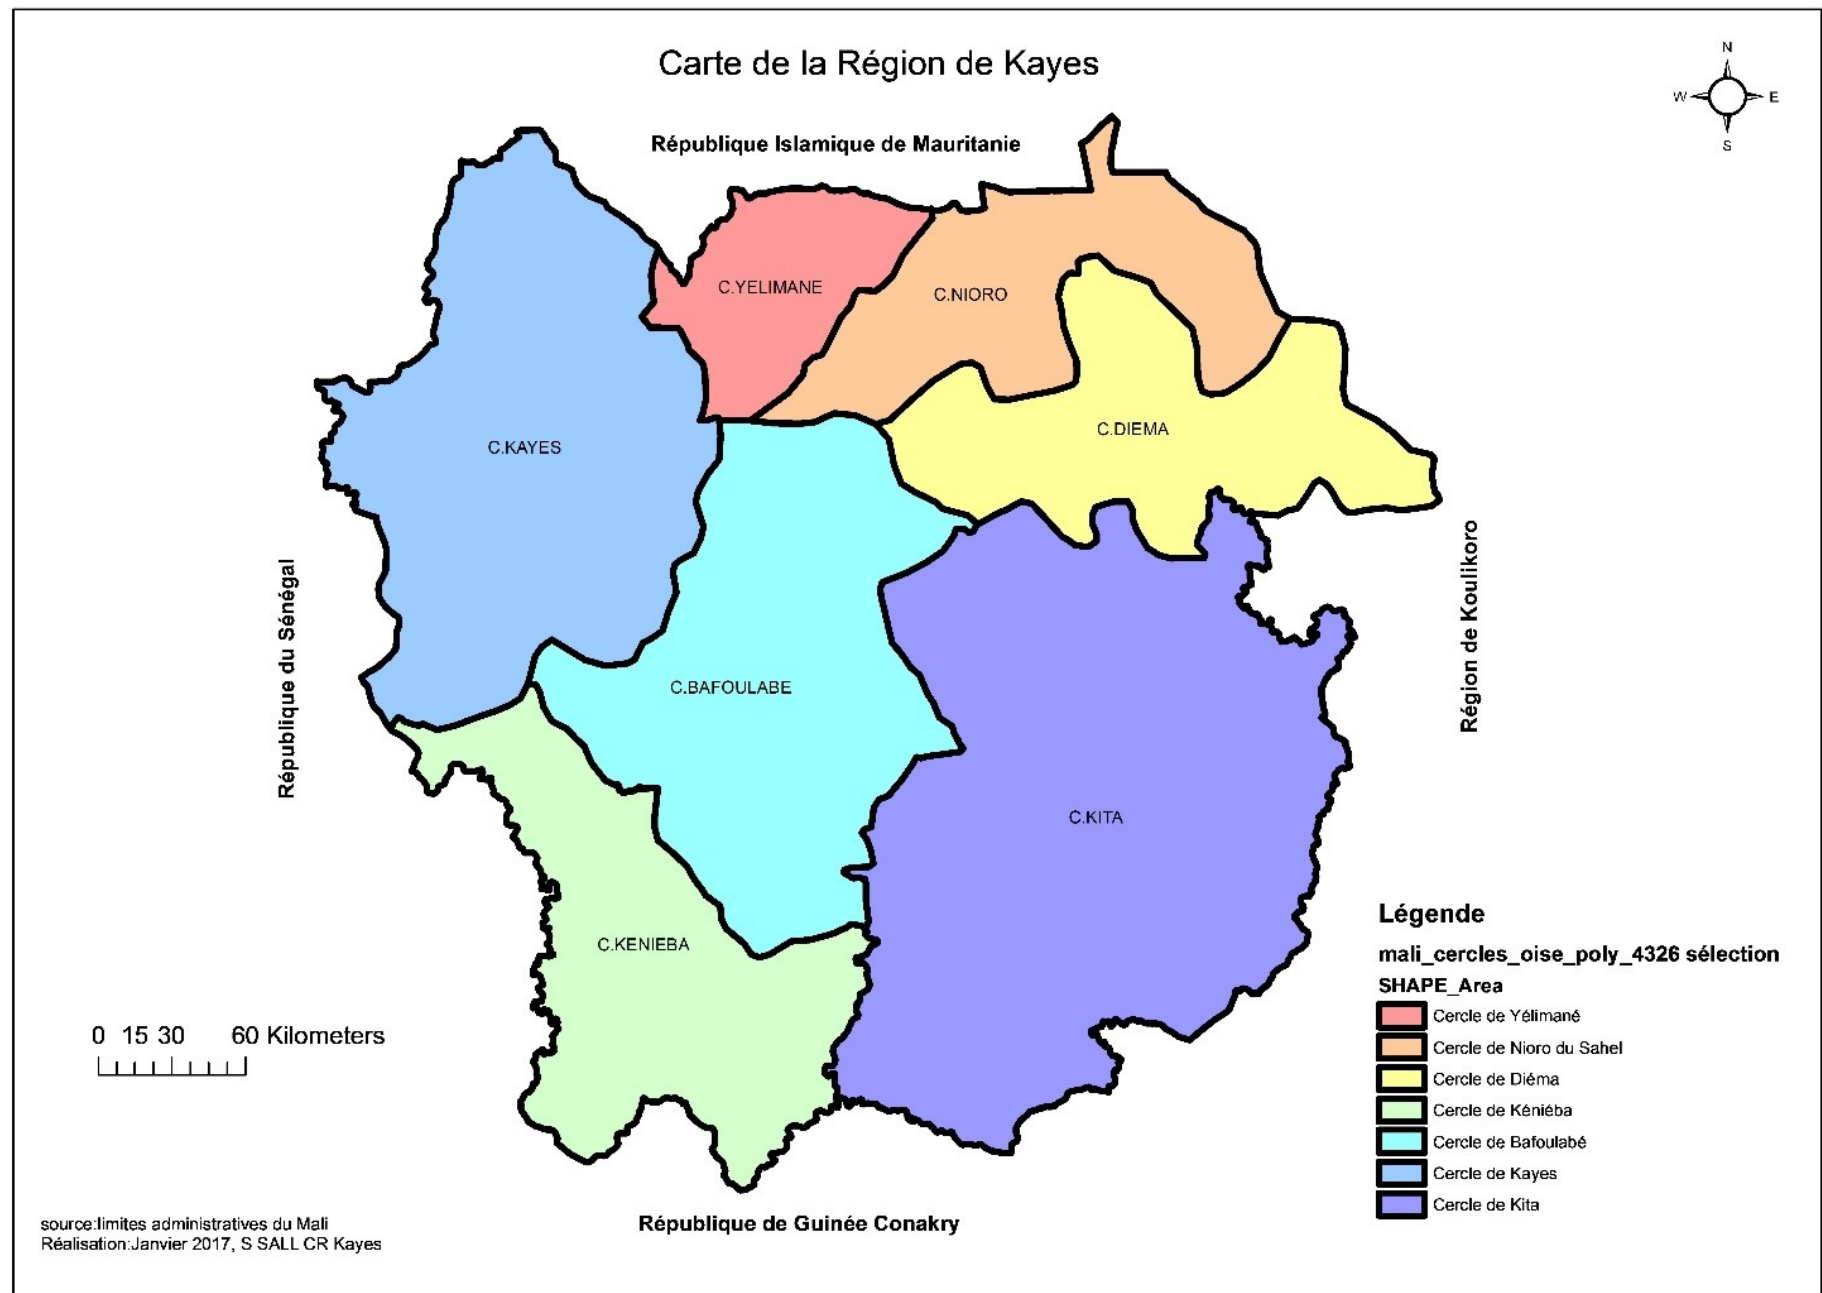 Carte de la Région de Kayes
N
W
E
S
République Islamique de Mauritanie
C.YELIMANE
C.NIORO
C.DIEMA
C.KAYES
République du Sénégal
Région de Koulikoro
C.BAFOULABE
C.KITA
C.KENIEBA
0 15 30 60 Kilometers
Légende
mali_cercles_oise_poly_4326 sélection
SHAPE_Area
Cercle de Yélimané
Cercle de Nioro du Sahel
Cercle de Diéma
Cercle de Kéniéba
Cercle de Bafoulabé
Cercle de Kayes
Cercle de Kita
République de Guinée Conakry
source:limites administratives du Mali
Réalisation:Janvier 2017, S SALL CR Kayes